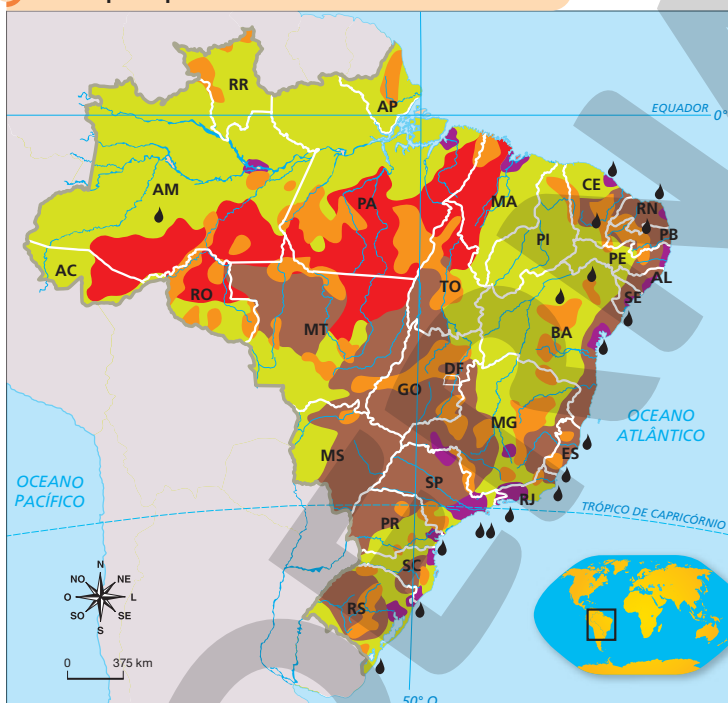 RR
AP
EQUADOR
0°
AM
PA
MA
CE
RN
PB
PI
PE
AL
AC
SE
RO
TO
BA
MT
DF
GO
MG
OCEANO
ATLÂNTICO
ES
MS
OCEANO
PACÍFICO
SP
RJ
TRÓPICO DE CAPRICÓRNIO
PR
SC
RS
N
NO
NE
O
L
SO
SE
S
0
375 km
50° O